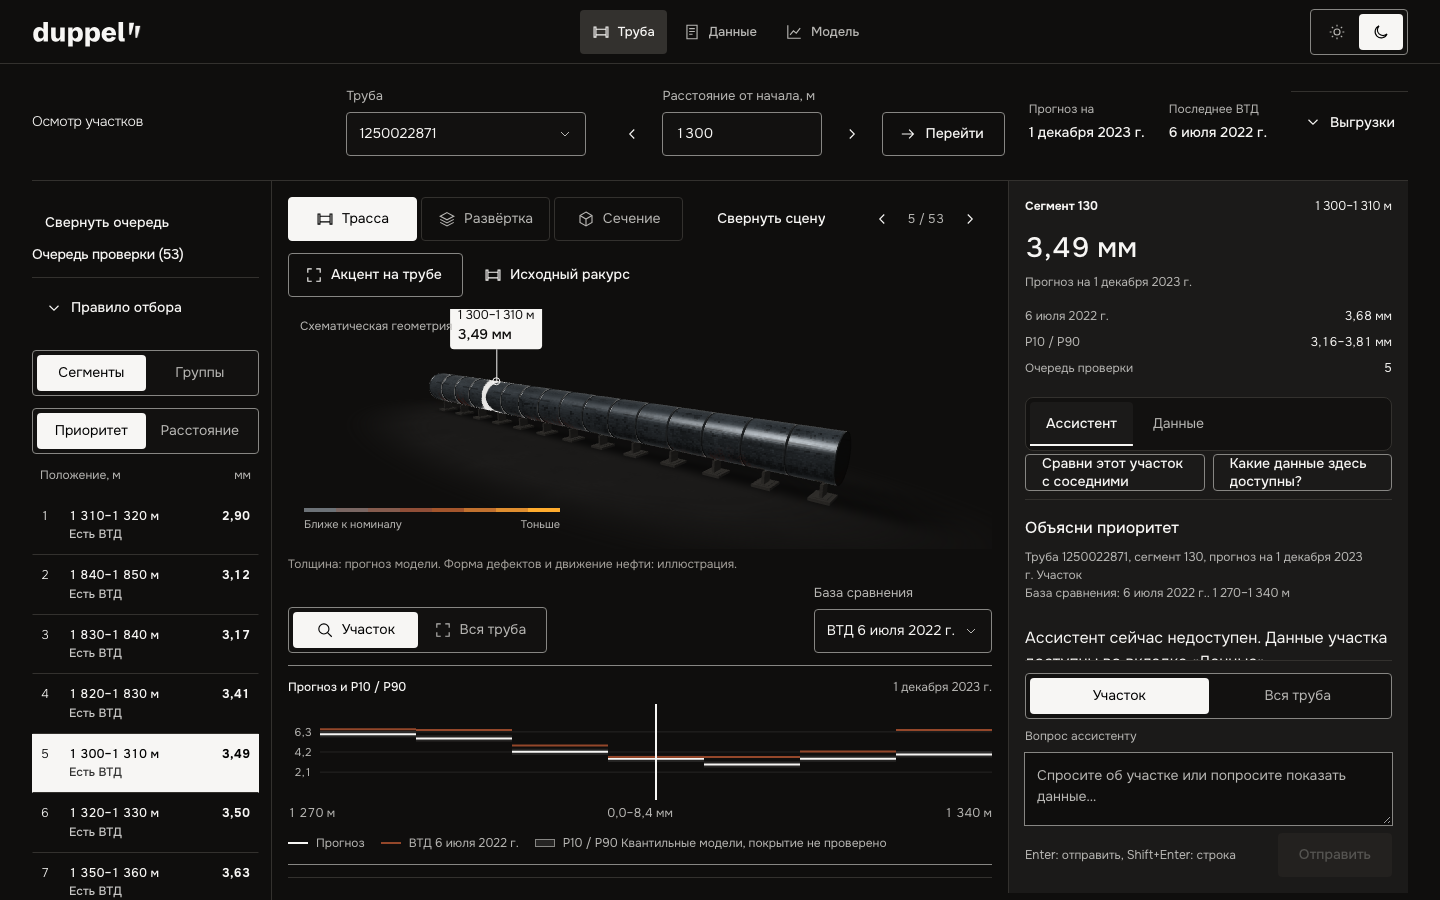 duppel
Труба
Данные
Модель
Осмотр участков
Труба
1250022871
Расстояние от начала, м
1 300
Перейти
Прогноз на
1 декабря 2023 г.
Последнее ВТД
6 июля 2022 г.
Выгрузки
Свернуть очередь
Очередь проверки (53)
Правило отбора
Сегменты
Группы
Приоритет
Расстояние
Положение, м
мм
1 1 310–1 320 м 2,90
Есть ВТД
2 1 840–1 850 м 3,12
Есть ВТД
3 1 830–1 840 м 3,17
Есть ВТД
4 1 820–1 830 м 3,41
Есть ВТД
5 1 300–1 310 м 3,49
Есть ВТД
6 1 320–1 330 м 3,50
Есть ВТД
7 1 350–1 360 м 3,63
Есть ВТД
Трасса
Развёртка
Сечение
Свернуть сцену
5 / 53
Акцент на трубе
Исходный ракурс
Схематическая геометрия
1 300–1 310 м
3,49 мм
Ближе к номиналу
Тоньше
Толщина: прогноз модели. Форма дефектов и движение нефти: иллюстрация.
Участок
Вся труба
База сравнения
ВТД 6 июля 2022 г.
Прогноз и P10 / P90
1 декабря 2023 г.
6,3
4,2
2,1
1 270 м
0,0–8,4 мм
1 340 м
Прогноз
ВТД 6 июля 2022 г.
P10 / P90 Квантильные модели, покрытие не проверено
Сегмент 130
1 300–1 310 м
3,49 мм
Прогноз на 1 декабря 2023 г.
6 июля 2022 г. 3,68 мм
P10 / P90 3,16–3,81 мм
Очередь проверки 5
Ассистент
Данные
Сравни этот участок
с соседними
Какие данные здесь
доступны?
Объясни приоритет
Труба 1250022871, сегмент 130, прогноз на 1 декабря 2023
г. Участок
База сравнения: 6 июля 2022 г.. 1 270–1 340 м
Ассистент сейчас недоступен. Данные участка
доступны во вкладке «Данные».
Участок
Вся труба
Вопрос ассистенту
Спросите об участке или попросите показать
данные…
Enter: отправить, Shift+Enter: строка
Отправить